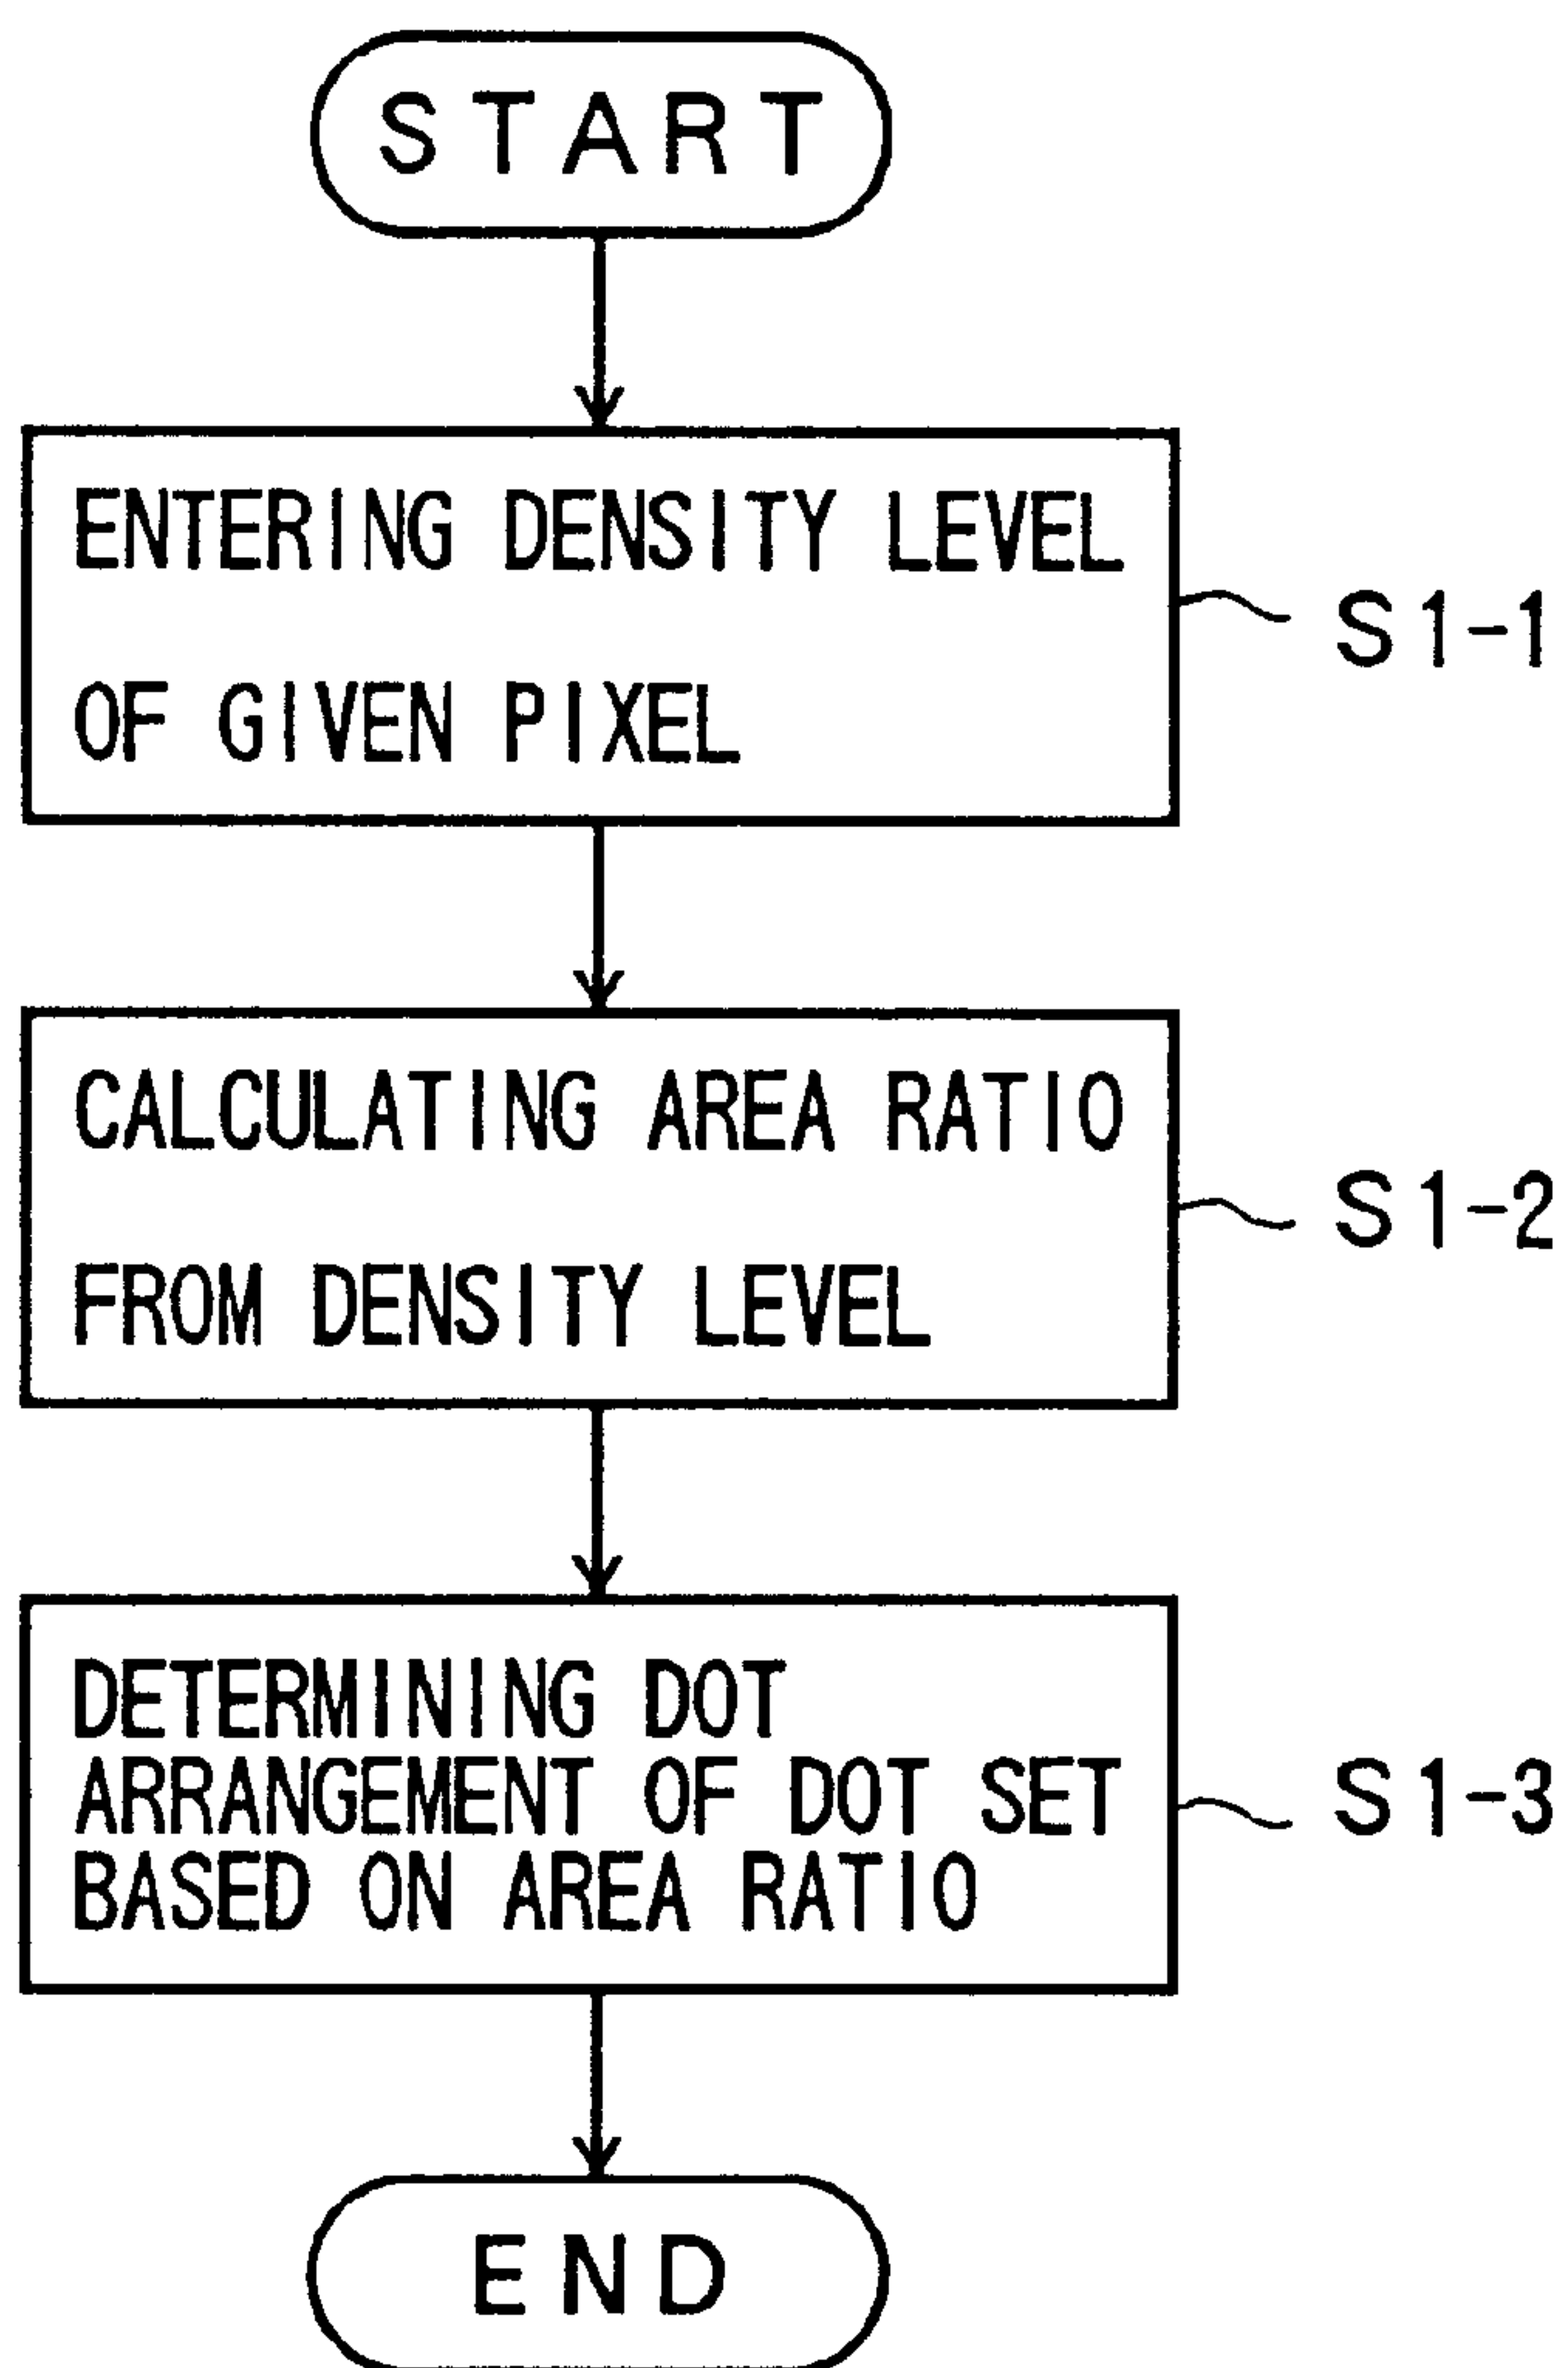 START
ENTERING DENSITY LEVEL
OF GIVEN PIXEL
S1-1
CALCULATING AREA RATIO
FROM DENSITY LEVEL
S1-2
DETERMINING DOT
ARRANGEMENT OF DOT SET
BASED ON AREA RATIO
S1-3
END